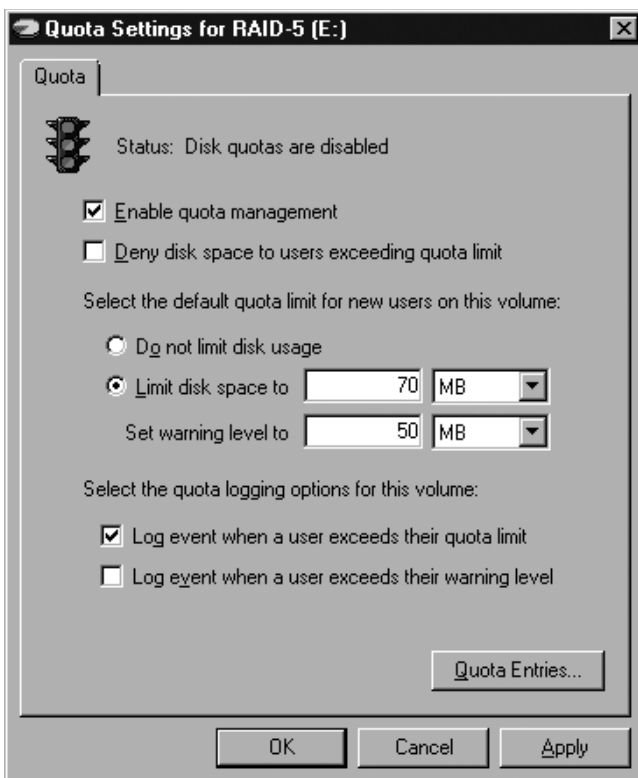 Quota Settings for RAID-5 (E:)
Quota
Status: Disk quotas are disabled
Enable quota management
Deny disk space to users exceeding quota limit
Select the default quota limit for new users on this volume:
Do not limit disk usage
Limit disk space to 70 MB
Set warning level to 50 MB
Select the quota logging options for this volume:
Log event when a user exceeds their quota limit
Log event when a user exceeds their warning level
Quota Entries...
OK Cancel Apply